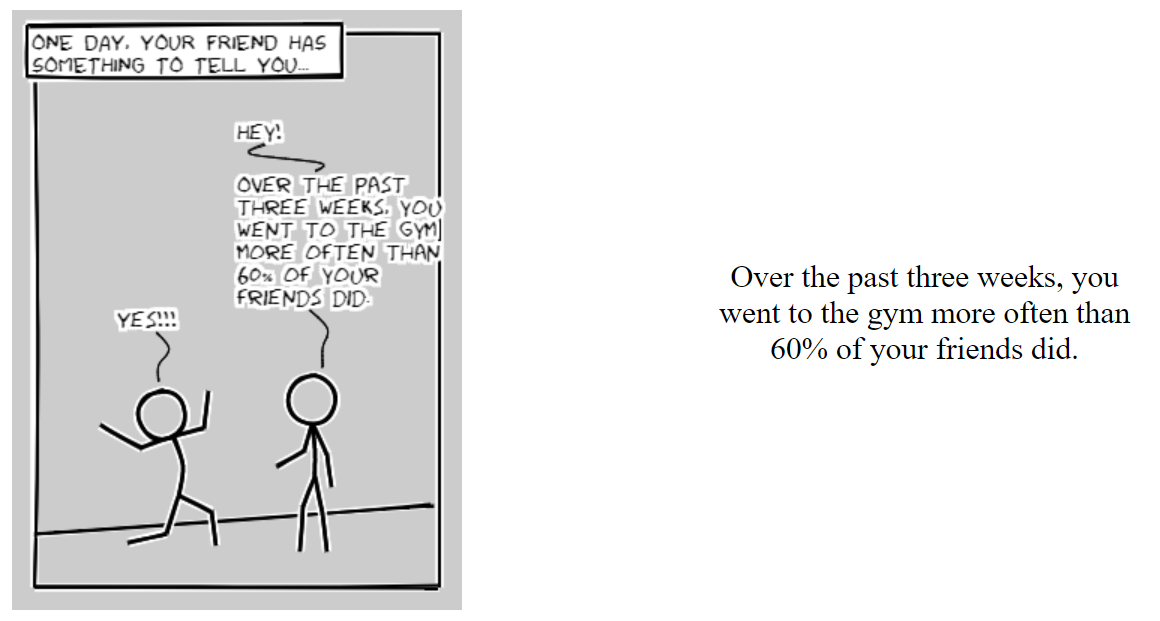 ONE DAY, YOUR FRIEND HAS
SOMETHING TO TELL YOU...
HEY!
OVER THE PAST
THREE WEEKS, YOU
WENT TO THE GYM
MORE OFTEN THAN
60% OF YOUR
FRIENDS DID.
YES!!!
Over the past three weeks, you
went to the gym more often than
60% of your friends did.